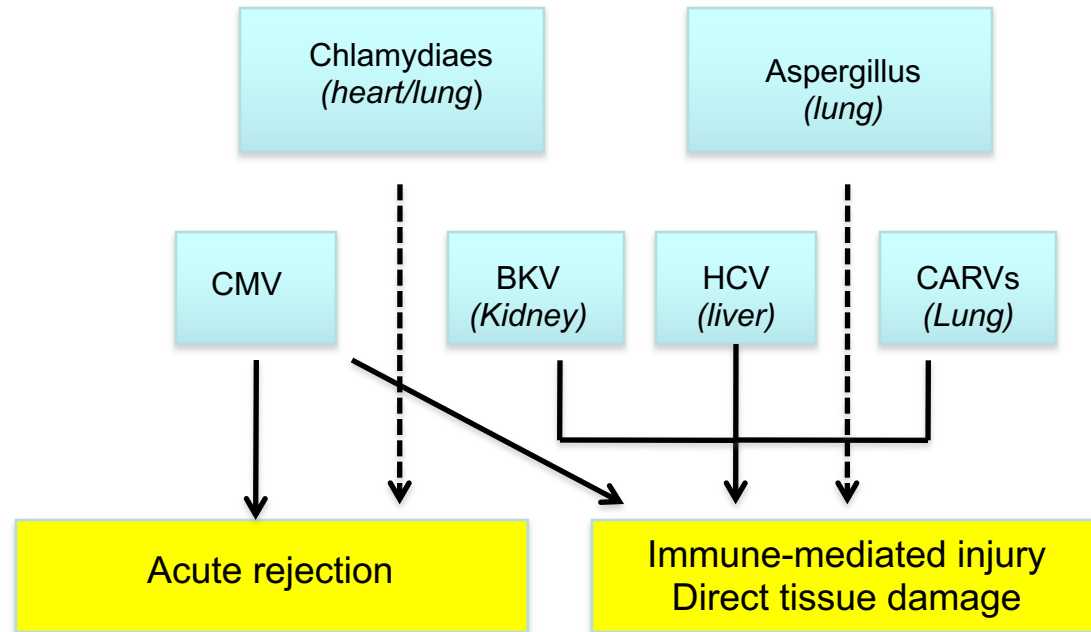 Chlamydiaes
(heart/lung)
Aspergillus
(lung)
CMV
BKV
(Kidney)
HCV
(liver)
CARVs
(Lung)
Acute rejection
Immune-mediated injury
Direct tissue damage